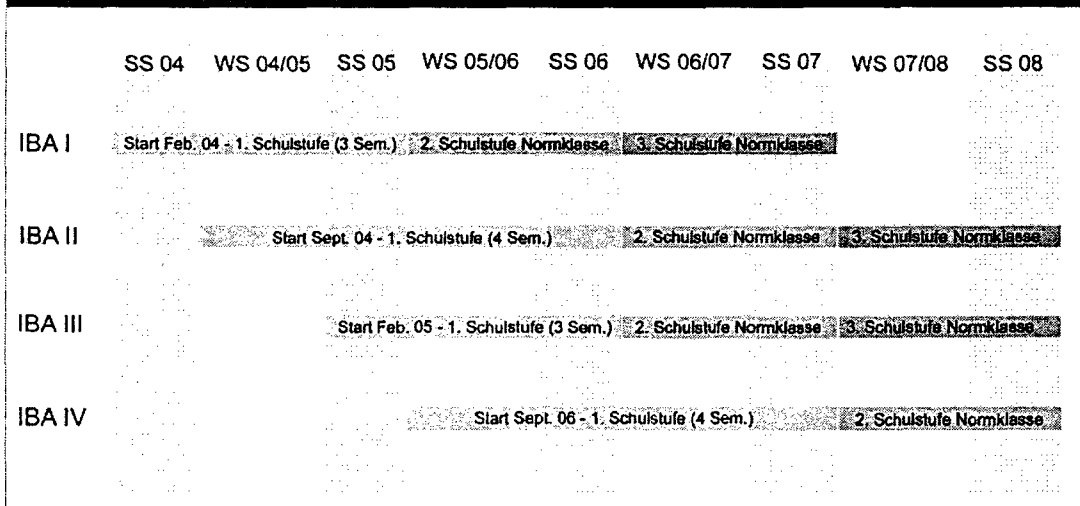 SS 04 WS 04/05 SS 05 WS 05/06 SS 06 WS 06/07 SS 07 WS 07/08 SS 08
IBA I Start Feb. 04 - 1. Schulstufe (3 Sem.) 2. Schulstufe Normklasse 3. Schulstufe Normklasse
IBA II Start Sept. 04 - 1. Schulstufe (4 Sem.) 2. Schulstufe Normklasse 3. Schulstufe Normklasse
IBA III Start Feb. 05 - 1. Schulstufe (3 Sem.) 2. Schulstufe Normklasse 3. Schulstufe Normklasse
IBA IV Start Sept. 06 - 1. Schulstufe (4 Sem.) 2. Schulstufe Normklasse